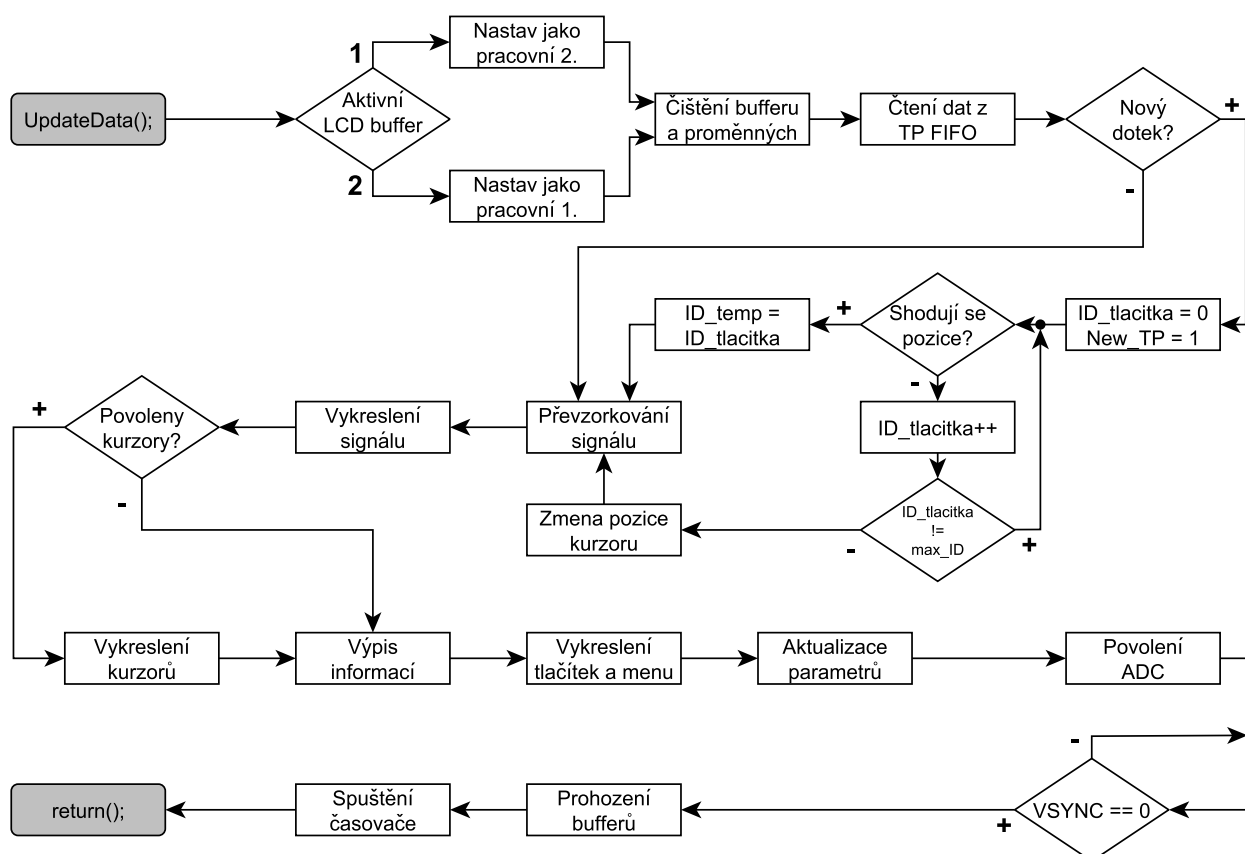 1
Nastav jako
pracovní 2.
UpdateData();
Aktivní
LCD buffer
2
Nastav jako
pracovní 1.
Čištění bufferu
a proměnných
Čtení dat z
TP FIFO
Nový
dotek?
+
-
ID_temp =
ID_tlacitka
+
Shodují se
pozice?
-
ID_tlacitka = 0
New_TP = 1
+
Povoleny
kurzory?
-
Vykreslení
signálu
Převzorkování
signálu
ID_tlacitka++
Zmena pozice
kurzoru
-
ID_tlacitka
!=
max_ID
+
Vykreslení
kurzorů
Výpis
informací
Vykreslení
tlačítek a menu
Aktualizace
parametrů
Povolení
ADC
-
return();
Spuštění
časovače
Prohození
bufferů
+
VSYNC == 0